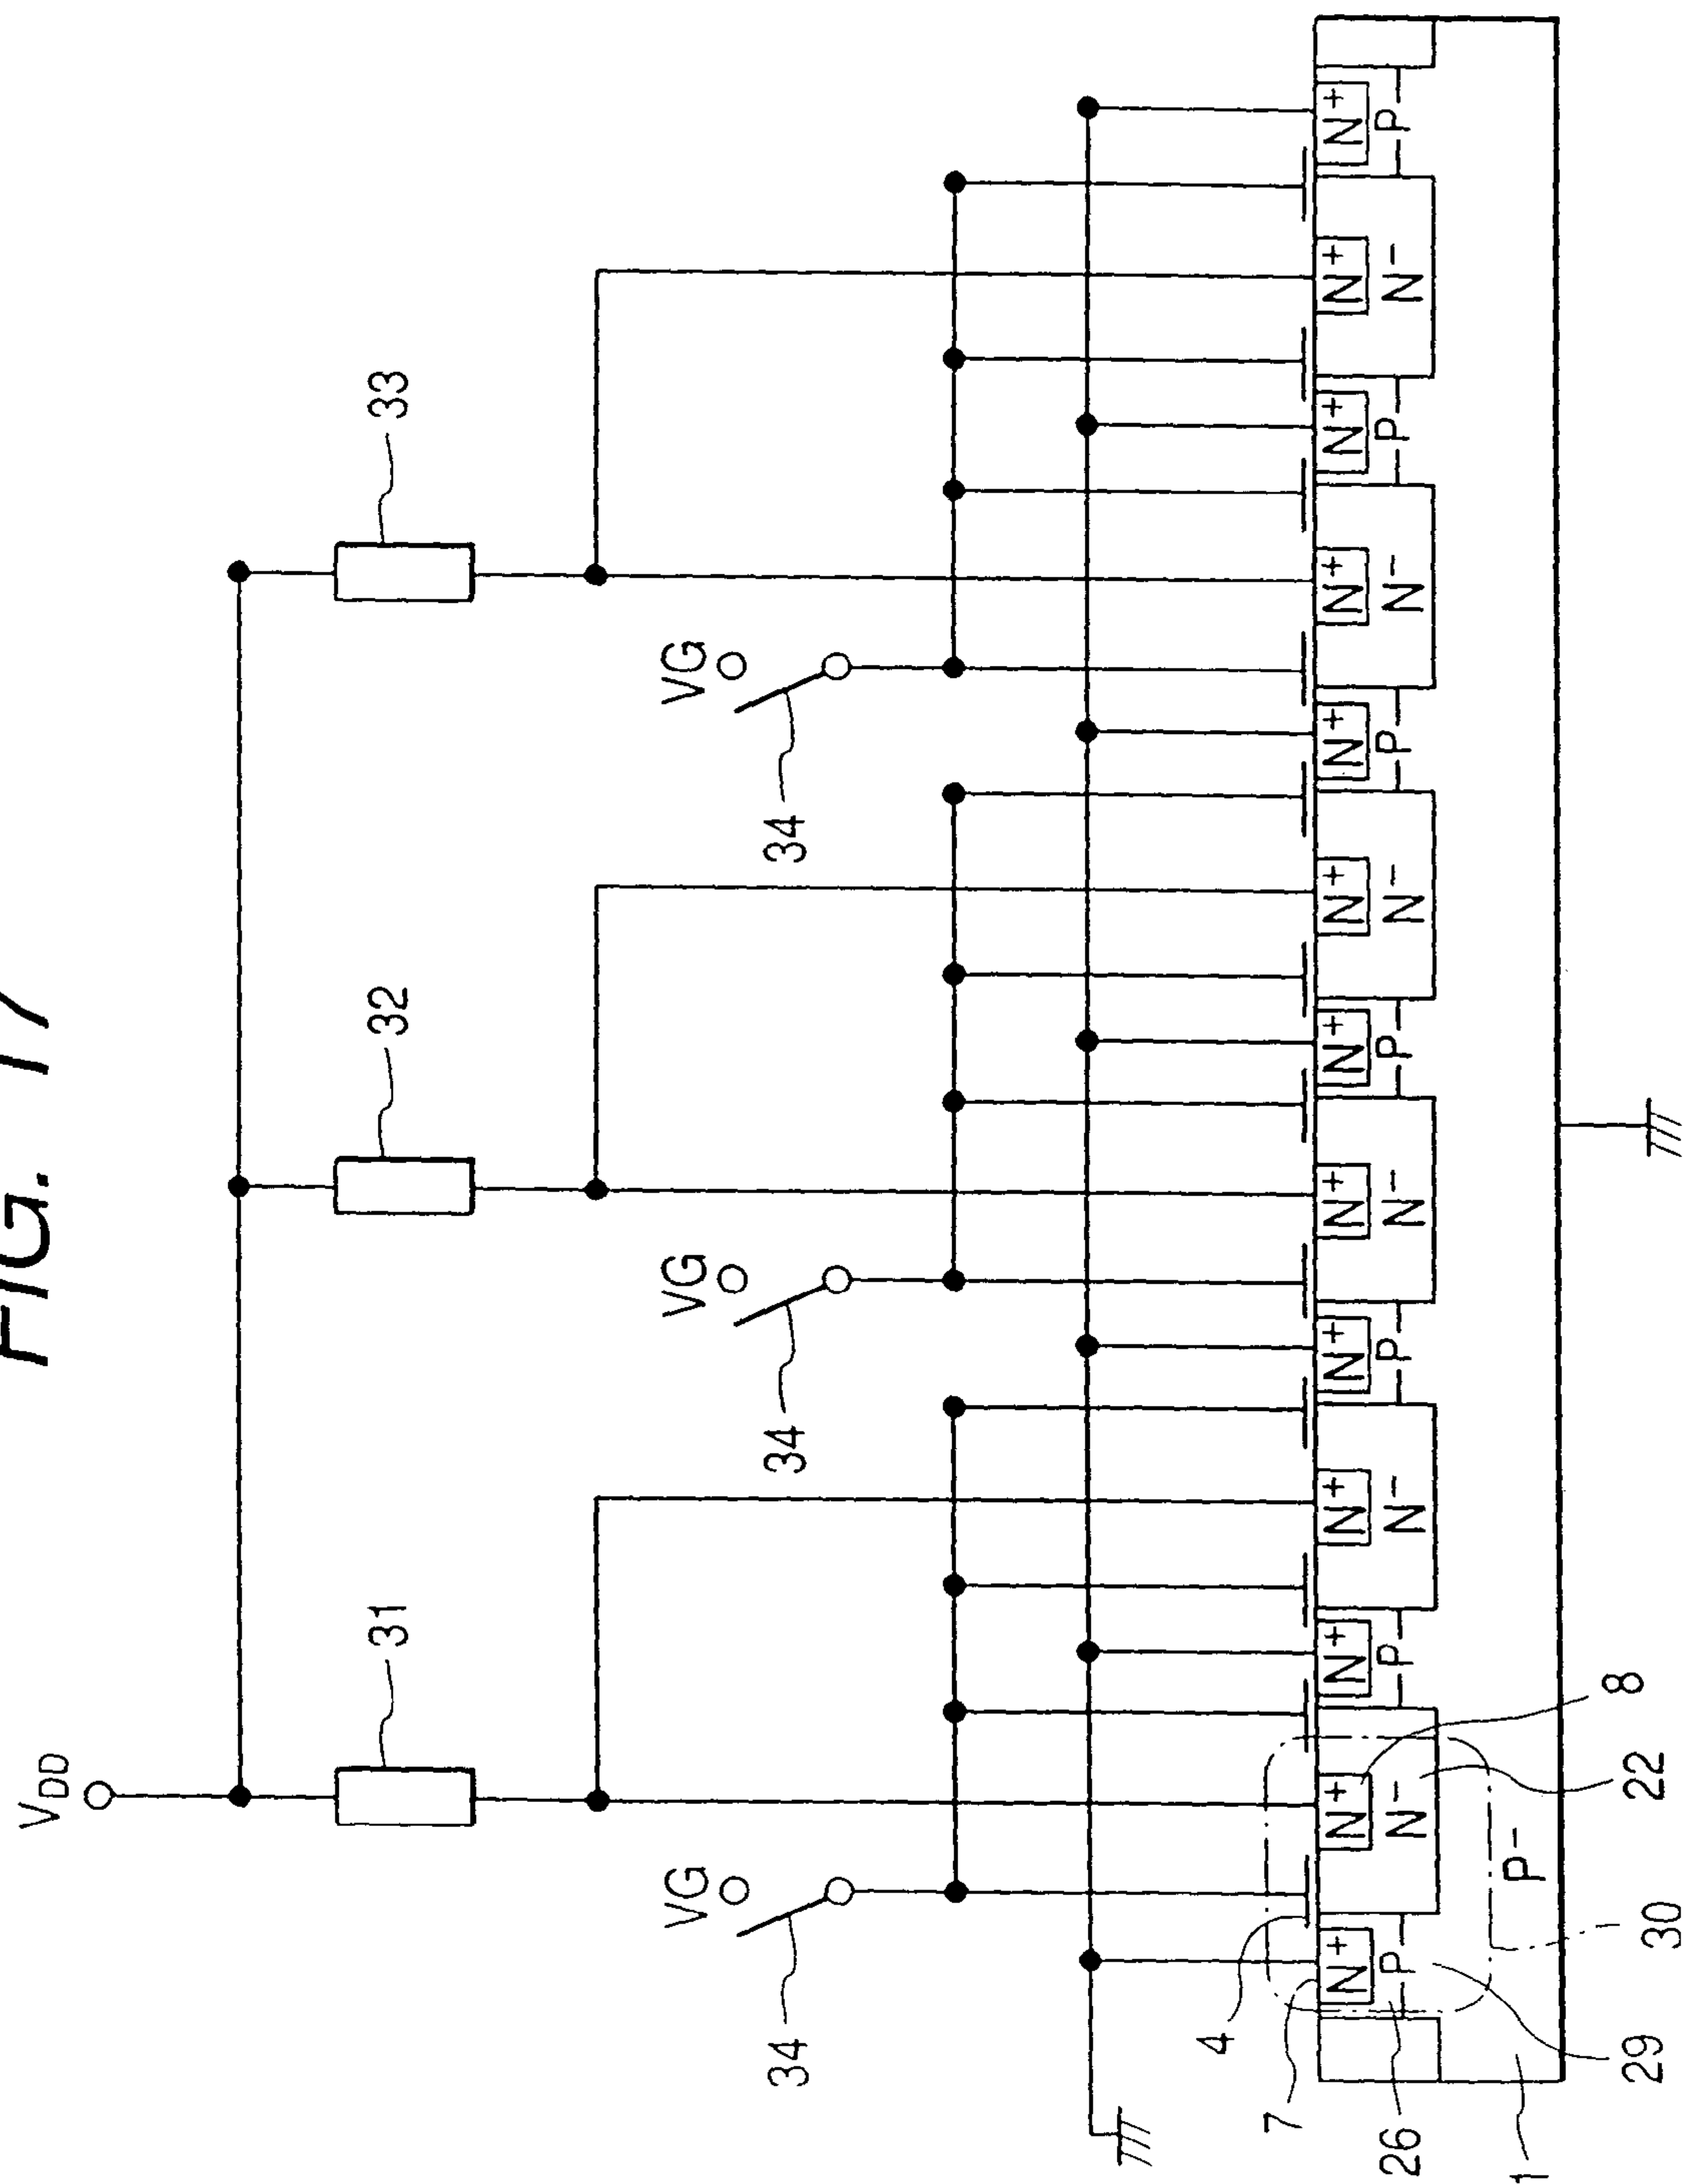 FIG. 17
VDD
31 32 33
VG VG VG
34 34 34
4
7
N+ N+ N+ N+ N+ N+ N+ N+ N+ N+ N+ N+ N+
26 P N- P N- P N- P N- P N- P N- P
1 P-
29 30 22 8